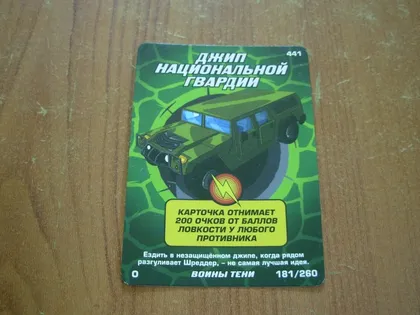 441
ДЖИП
НАЦИОНАЛЬНОЙ
ГВАРДИИ
КАРТОЧКА ОТНИМАЕТ
200 ОЧКОВ ОТ БАЛЛОВ
ЛОВКОСТИ У ЛЮБОГО
ПРОТИВНИКА
Ездить в незащищённом джипе, когда рядом
разгуливает Шреддер, – не самая лучшая идея.
0 ВОИНЫ ТЕНИ 181/260